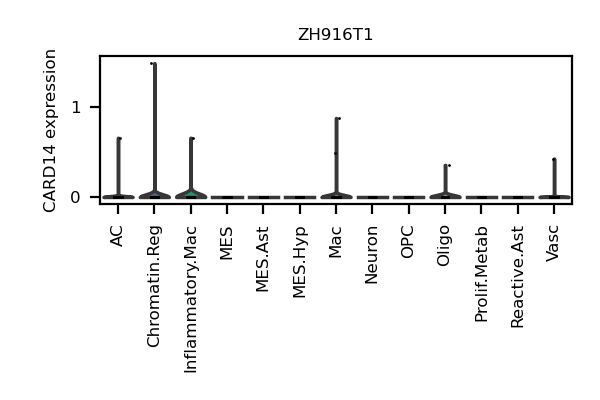 ZH916T1
CARD14 expression
1
0
AC
Chromatin.Reg
Inflammatory.Mac
MES
MES.Ast
MES.Hyp
Mac
Neuron
OPC
Oligo
Prolif.Metab
Reactive.Ast
Vasc